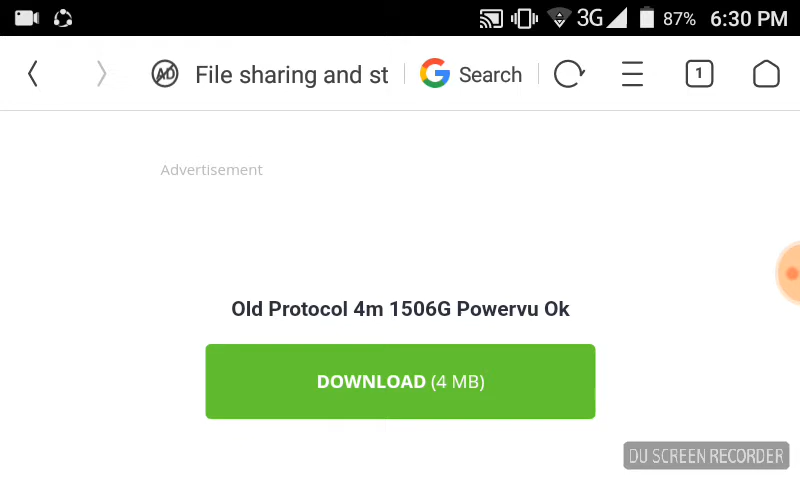 3G 87% 6:30 PM
File sharing and st Search 1
Advertisement
Old Protocol 4m 1506G Powervu Ok
DOWNLOAD (4 MB)
DU SCREEN RECORDER